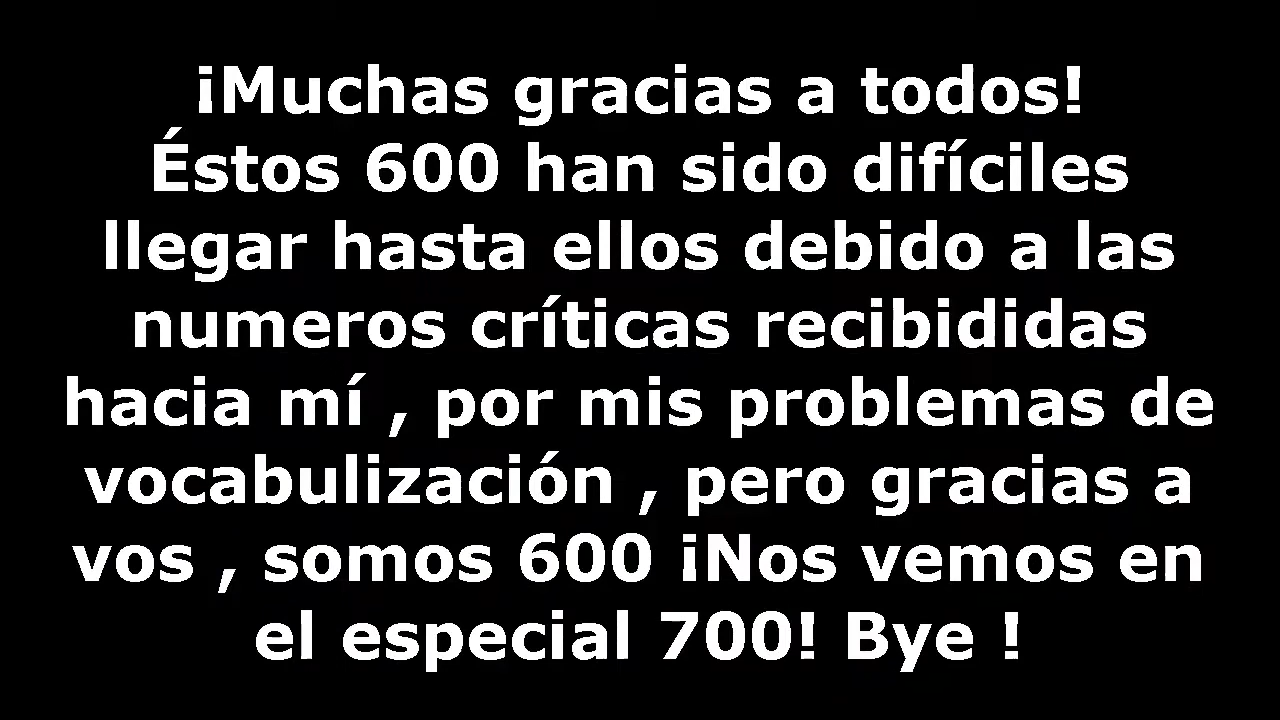 ¡Muchas gracias a todos!
Éstos 600 han sido difíciles
llegar hasta ellos debido a las
numeros críticas recibididas
hacia mí , por mis problemas de
vocabulización , pero gracias a
vos , somos 600 ¡Nos vemos en
el especial 700! Bye !